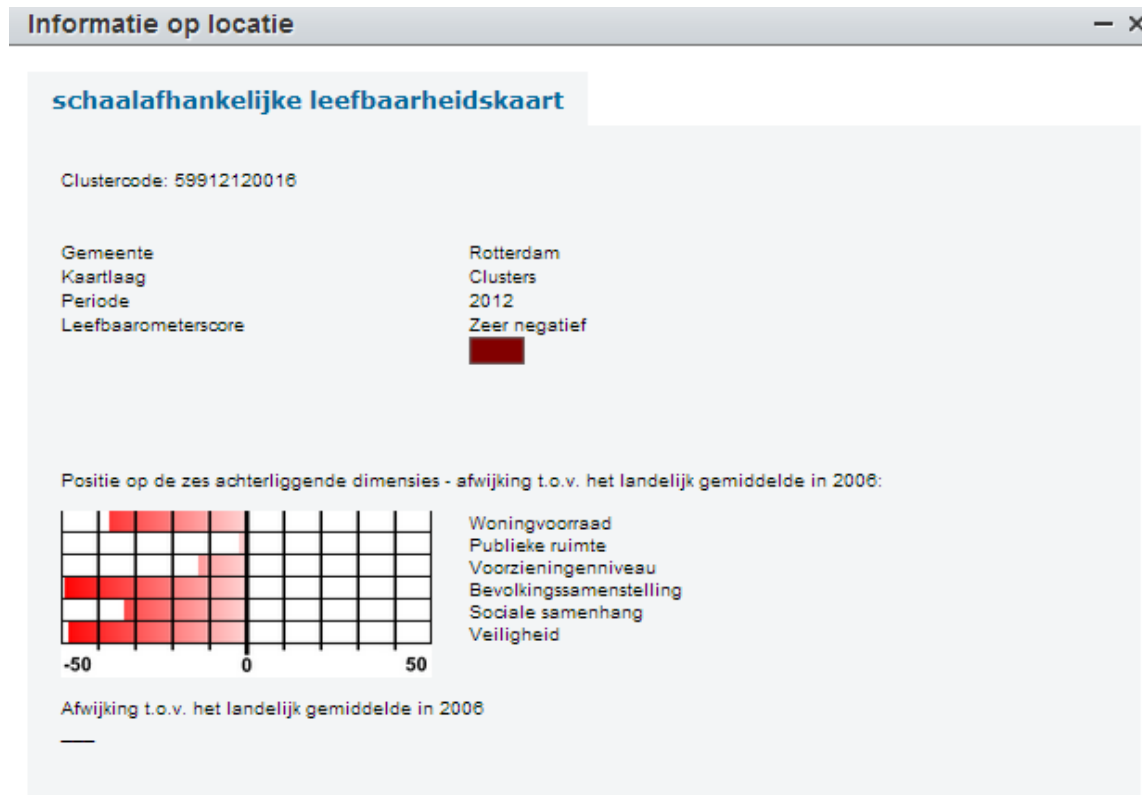 Informatie op locatie
schaalafhankelijke leefbaarheidskaart
Clustercode: 59912120016
Gemeente Rotterdam
Kaartlaag Clusters
Periode 2012
Leefbaarometerscore Zeer negatief
Positie op de zes achterliggende dimensies - afwijking t.o.v. het landelijk gemiddelde in 2006:
Woningvoorraad
Publieke ruimte
Voorzieningenniveau
Bevolkingssamenstelling
Sociale samenhang
Veiligheid
-50 0 50
Afwijking t.o.v. het landelijk gemiddelde in 2006